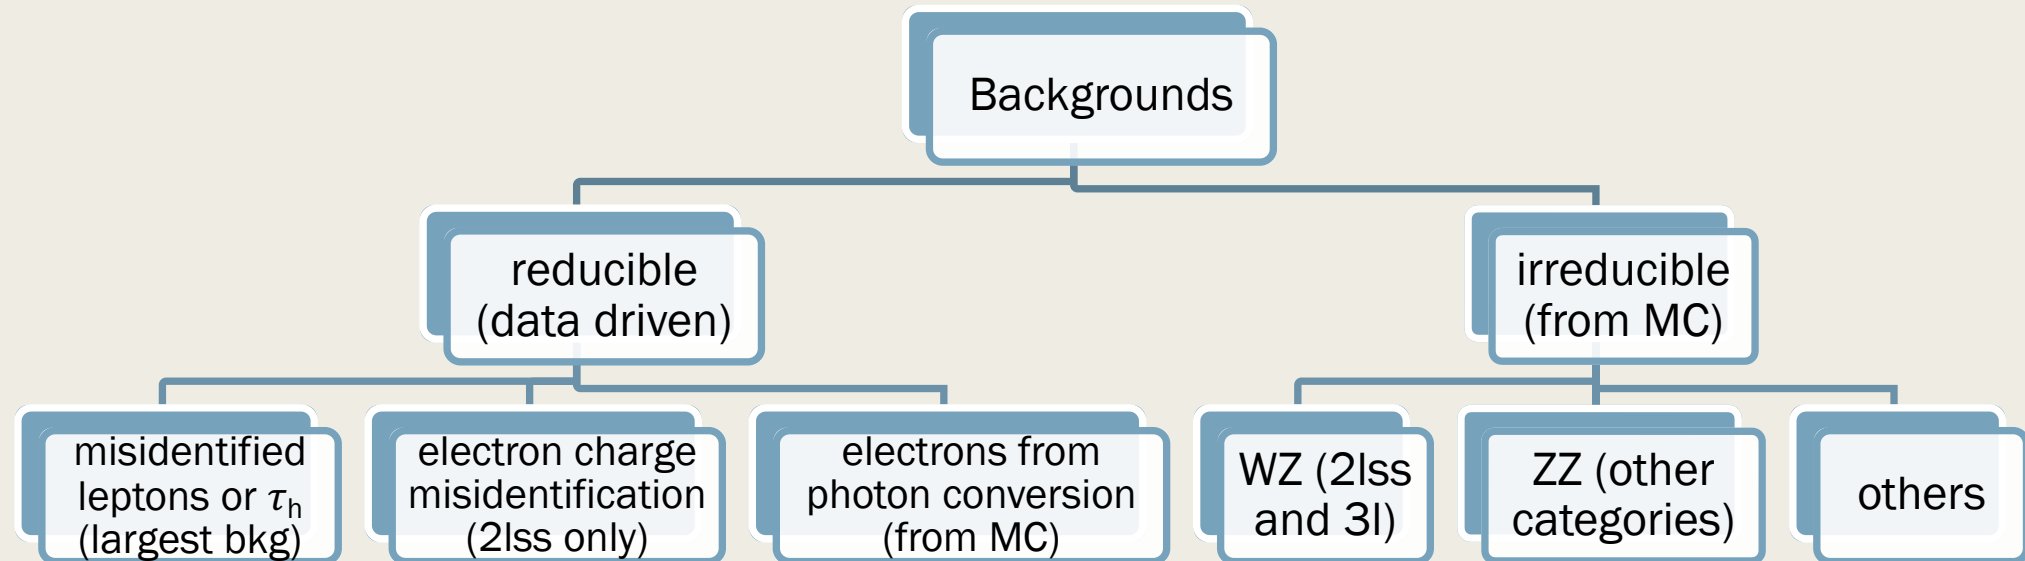 Backgrounds
reducible
(data driven)
irreducible
(from MC)
misidentified
leptons or τh
(largest bkg)
electron charge
misidentification
(2lss only)
electrons from
photon conversion
(from MC)
WZ (2lss
and 3l)
ZZ (other
categories)
others